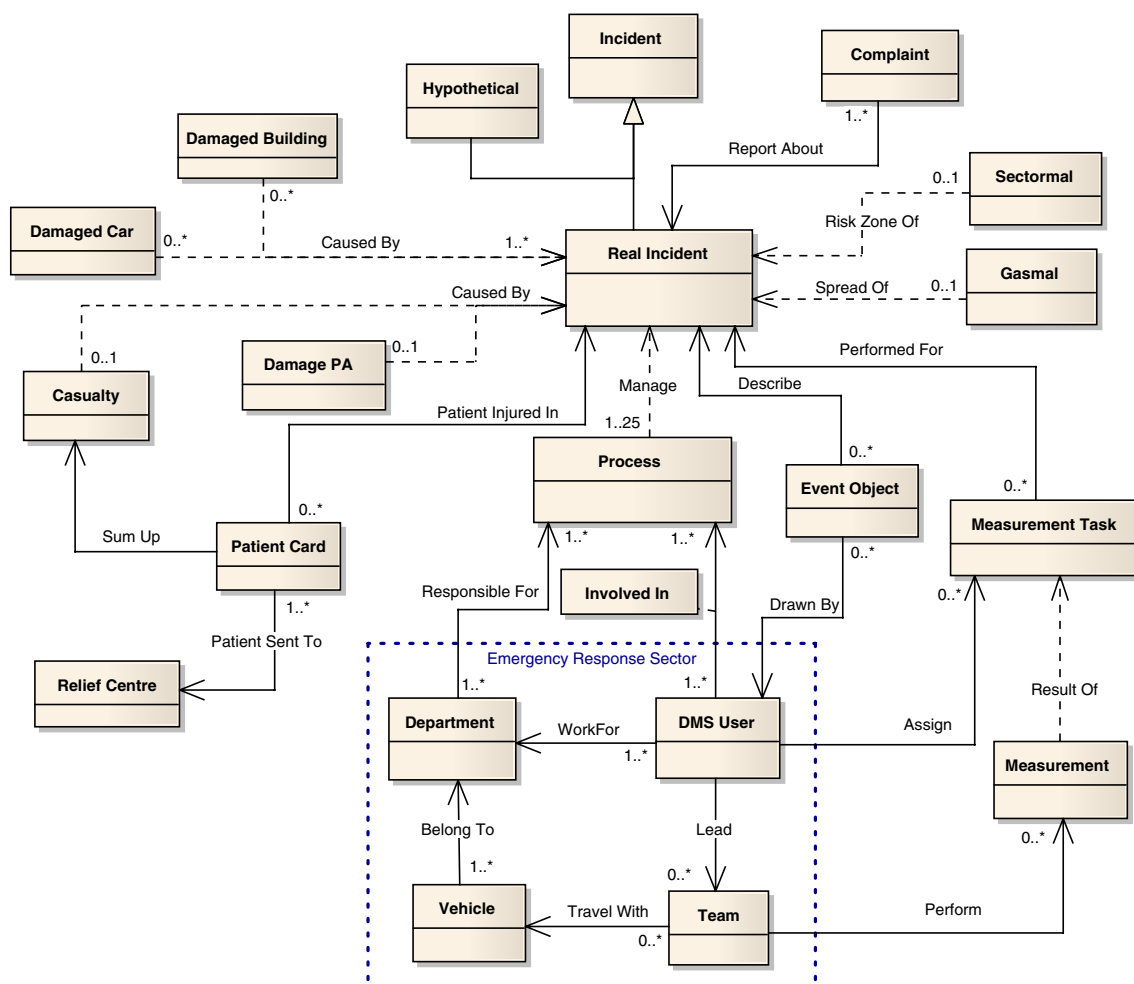 Incident
Complaint
Hypothetical
1..*
Damaged Building
Report About
Sectormal
0..1
0..*
Damaged Car
Risk Zone Of
0..*
Caused By
1..*
Real Incident
Gasmal
Caused By
Spread Of
0..1
0..1
Damage PA
0..1
Performed For
Casualty
Manage
Describe
Patient Injured In
1..25
Process
0..*
Event Object
0..*
0..*
Measurement Task
Sum Up
Patient Card
1..*
1..*
0..*
1..*
Responsible For
Involved In
0..*
Drawn By
Patient Sent To
Emergency Response Sector
Relief Centre
1..*
1..*
Result Of
Department
WorkFor
DMS User
Assign
1..*
Measurement
Belong To
Lead
0..*
1..*
0..*
Vehicle
Travel With
Team
Perform
0..*